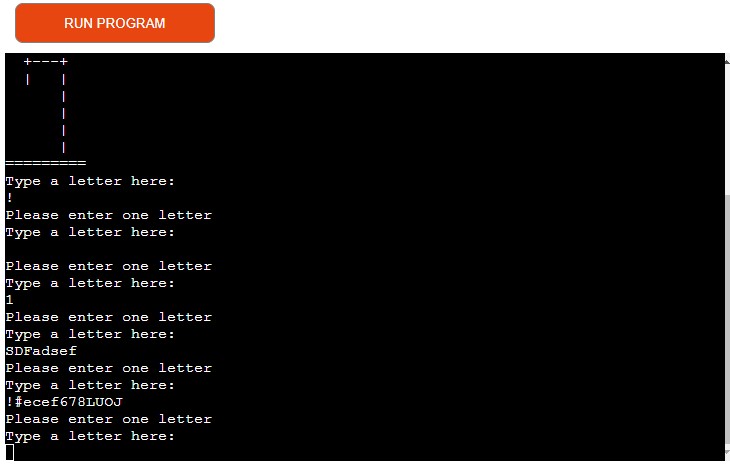 RUN PROGRAM
  +---+
  |   |
      |
      |
      |
      |
=========
Type a letter here:
!
Please enter one letter
Type a letter here:

Please enter one letter
Type a letter here:
1
Please enter one letter
Type a letter here:
SDFadsef
Please enter one letter
Type a letter here:
!#ecef678LUOJ
Please enter one letter
Type a letter here: